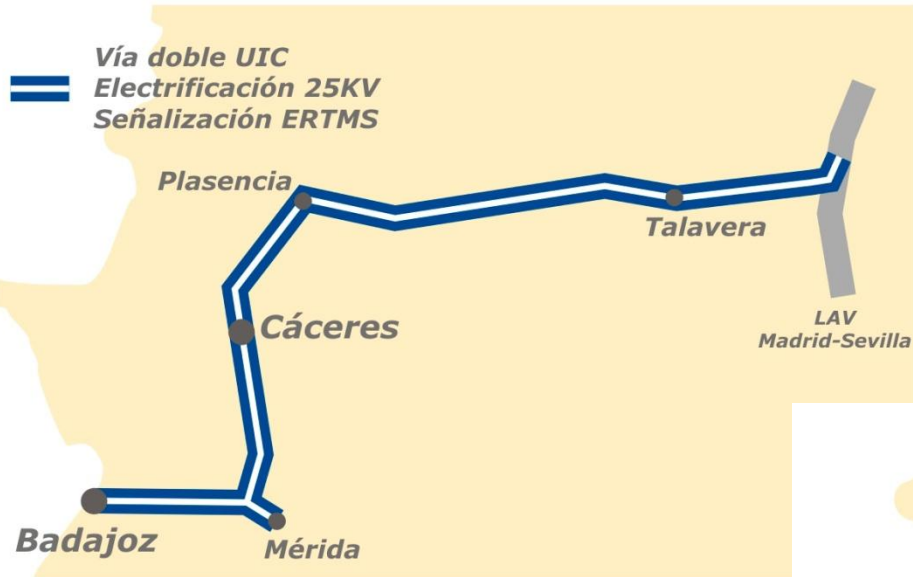 Vía doble UIC
Electrificación 25KV
Señalización ERTMS
Plasencia
Talavera
Cáceres
LAV
Madrid-Sevilla
Badajoz
Mérida